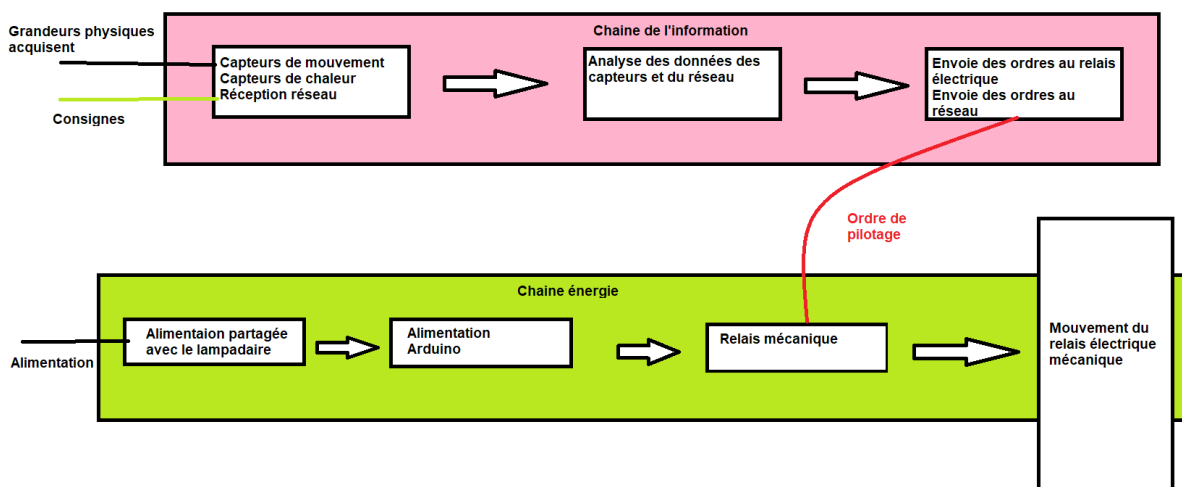 Grandeurs physiques
acquisent
Consignes
Chaine de l'information
Capteurs de mouvement
Capteurs de chaleur
Réception réseau
Analyse des données des
capteurs et du réseau
Envoie des ordres au relais
électrique
Envoie des ordres au
réseau
Ordre de
pilotage
Chaine énergie
Alimentation
Alimentaion partagée
avec le lampadaire
Alimentation
Arduino
Relais mécanique
Mouvement du
relais électrique
mécanique